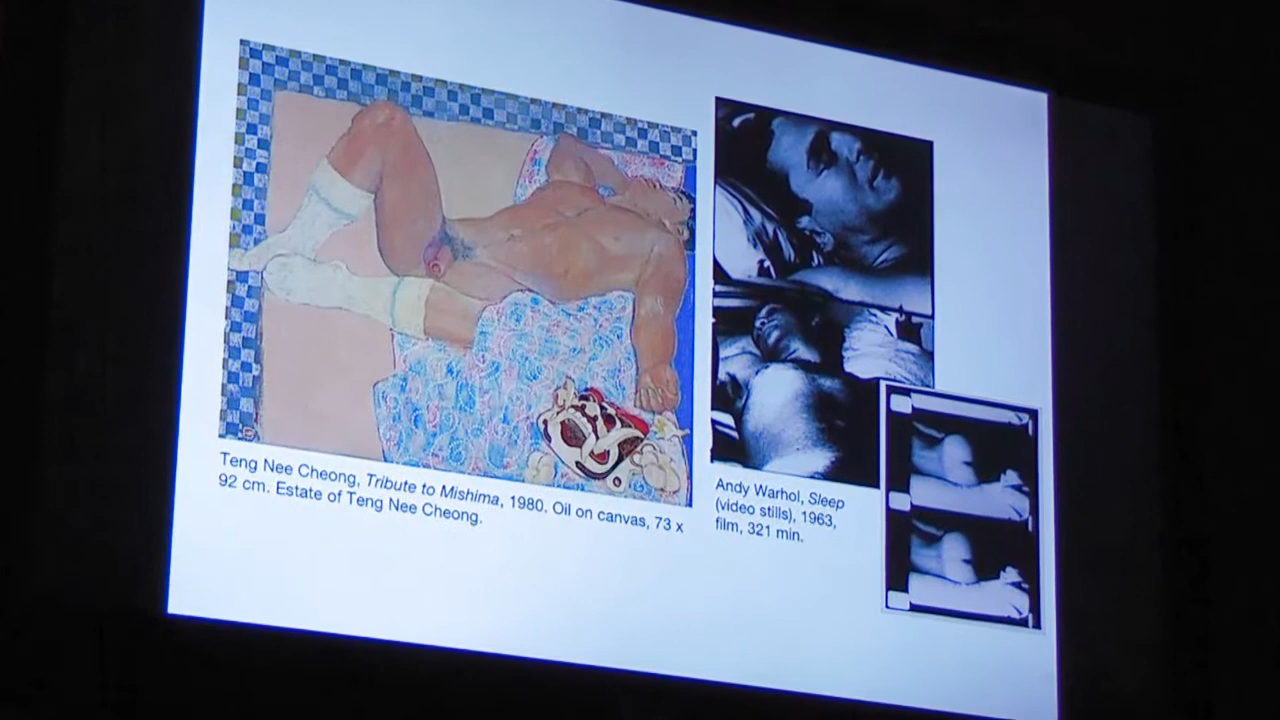 Teng Nee Cheong, Tribute to Mishima, 1980. Oil on canvas, 73 x
92 cm. Estate of Teng Nee Cheong.
Andy Warhol, Sleep
(video stills), 1963,
film, 321 min.